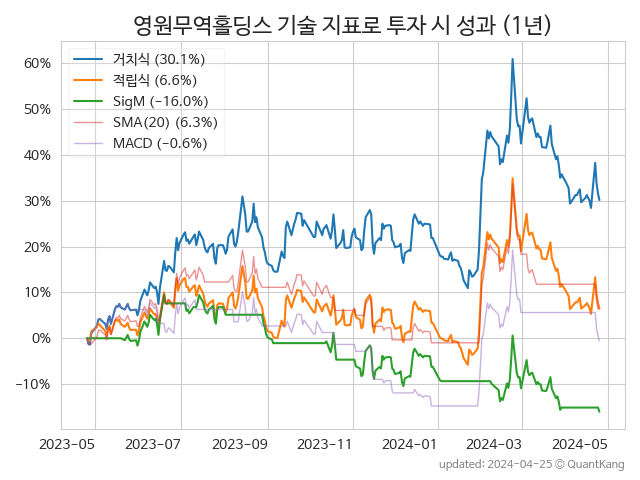 영원무역홀딩스 기술 지표로 투자 시 성과 (1년)
거치식 (30.1%)
적립식 (6.6%)
SigM (−16.0%)
SMA(20) (6.3%)
MACD (−0.6%)
60%
50%
40%
30%
20%
10%
0%
−10%
2023−05 2023−07 2023−09 2023−11 2024−01 2024−03 2024−05
updated: 2024−04−25 © QuantKang